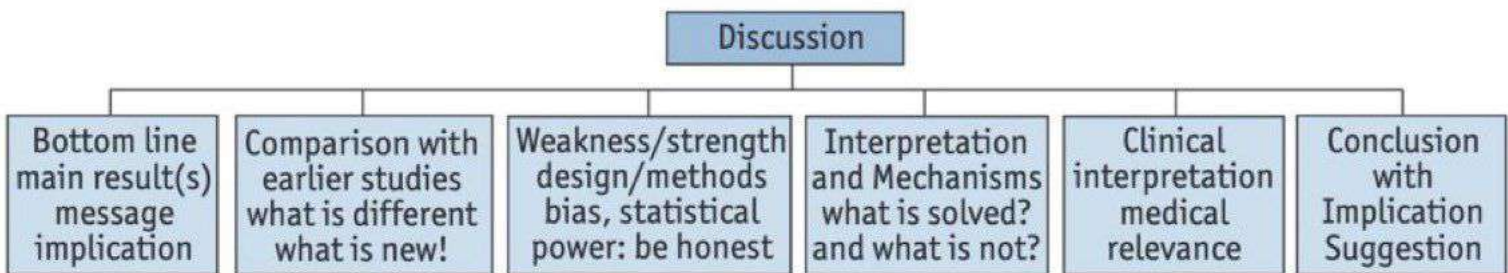 Discussion
Bottom line
main result(s)
message
implication
Comparison with
earlier studies
what is different
what is new!
Weakness/strength
design/methods
bias, statistical
power: be honest
Interpretation
and Mechanisms
what is solved?
and what is not?
Clinical
interpretation
medical
relevance
Conclusion
with
Implication
Suggestion